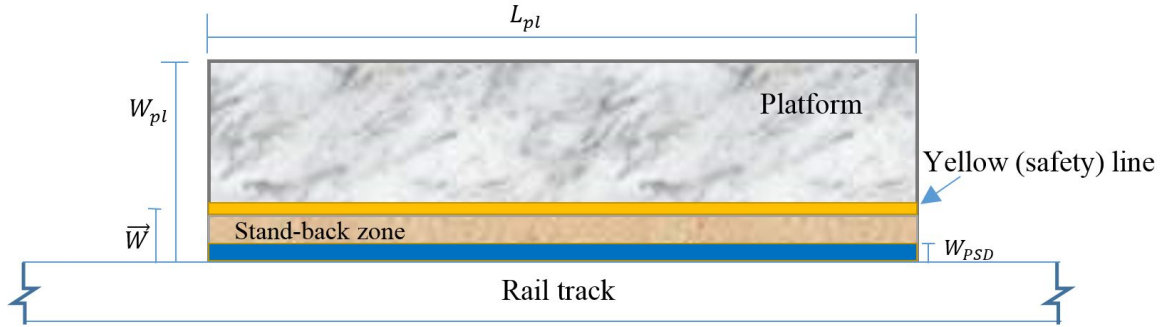 L_pl
W_pl
Platform
Yellow (safety) line
W⃗
Stand-back zone
W_PSD
Rail track